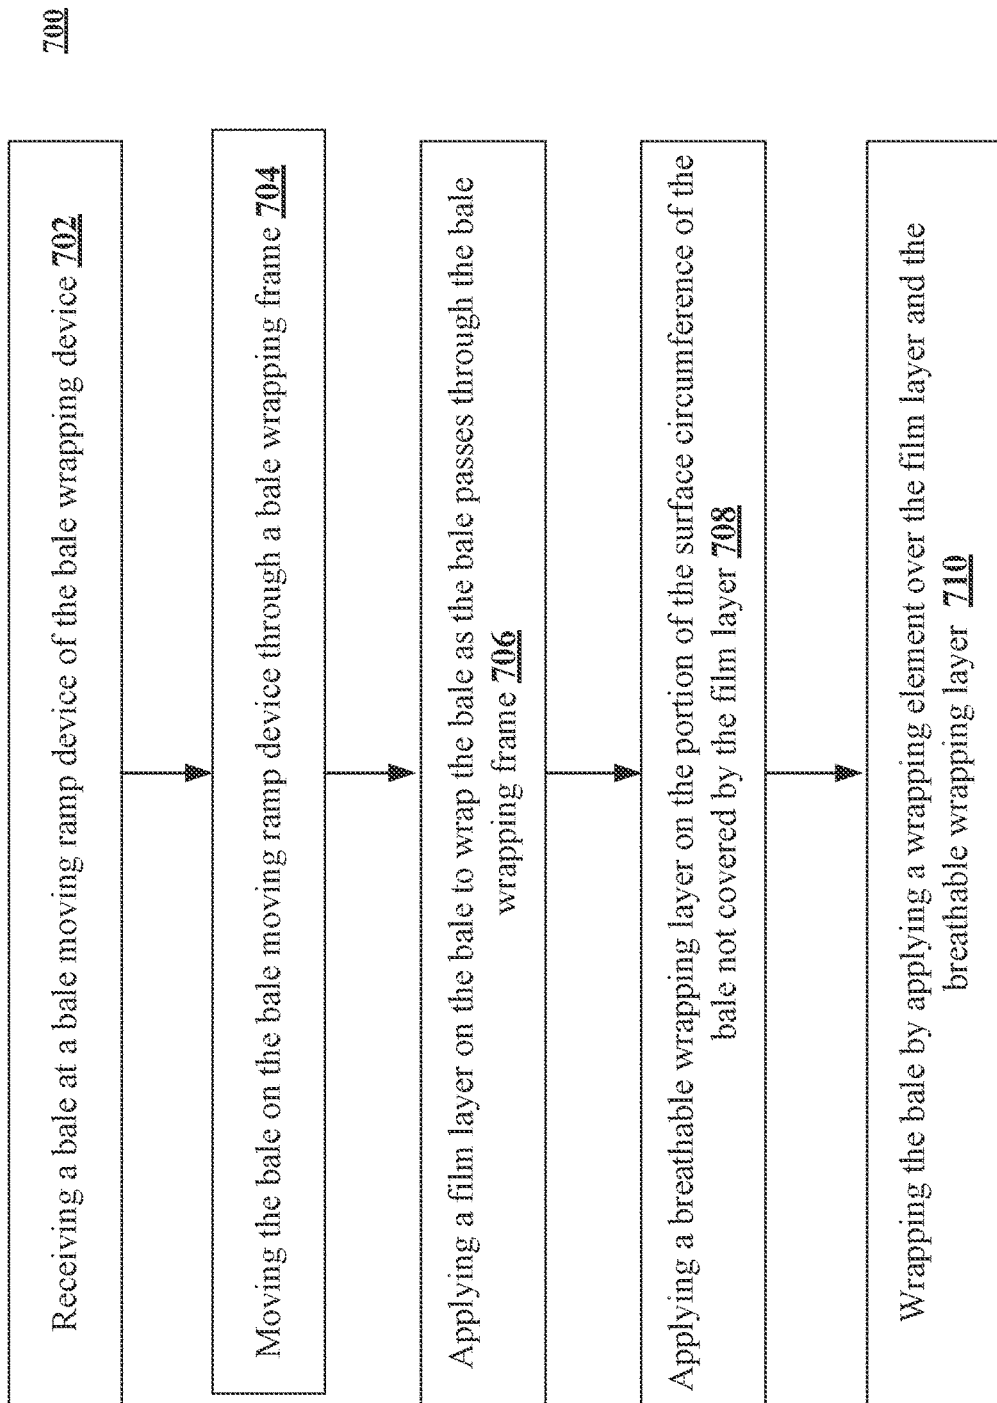 700
Receiving a bale at a bale moving ramp device of the bale wrapping device 702
Moving the bale on the bale moving ramp device through a bale wrapping frame 704
Applying a film layer on the bale to wrap the bale as the bale passes through the bale
wrapping frame 706
Applying a breathable wrapping layer on the portion of the surface circumference of the
bale not covered by the film layer 708
Wrapping the bale by applying a wrapping element over the film layer and the
breathable wrapping layer 710